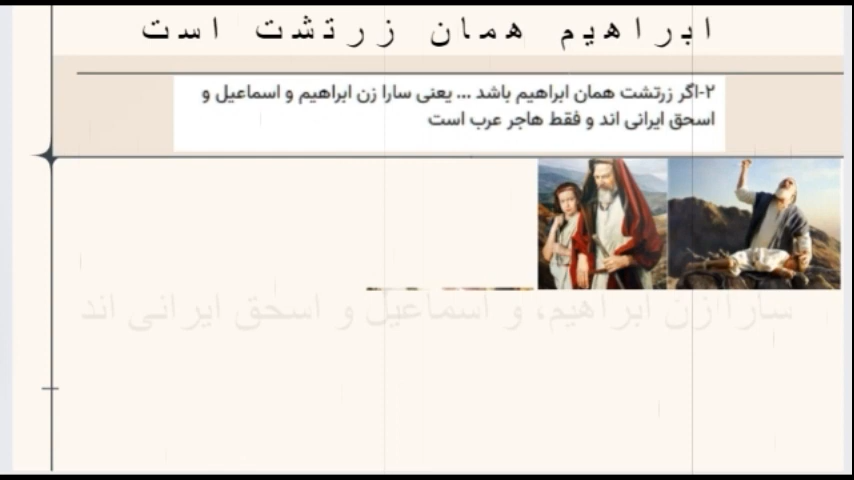 ابراهیم همان زرتشت است
۲-اگر زرتشت همان ابراهیم باشد ... یعنی سارا زن ابراهیم و اسماعیل و
اسحق ایرانی اند و فقط هاجر عرب است
سارا زن ابراهیم، و اسماعیل و اسحق ایرانی اند